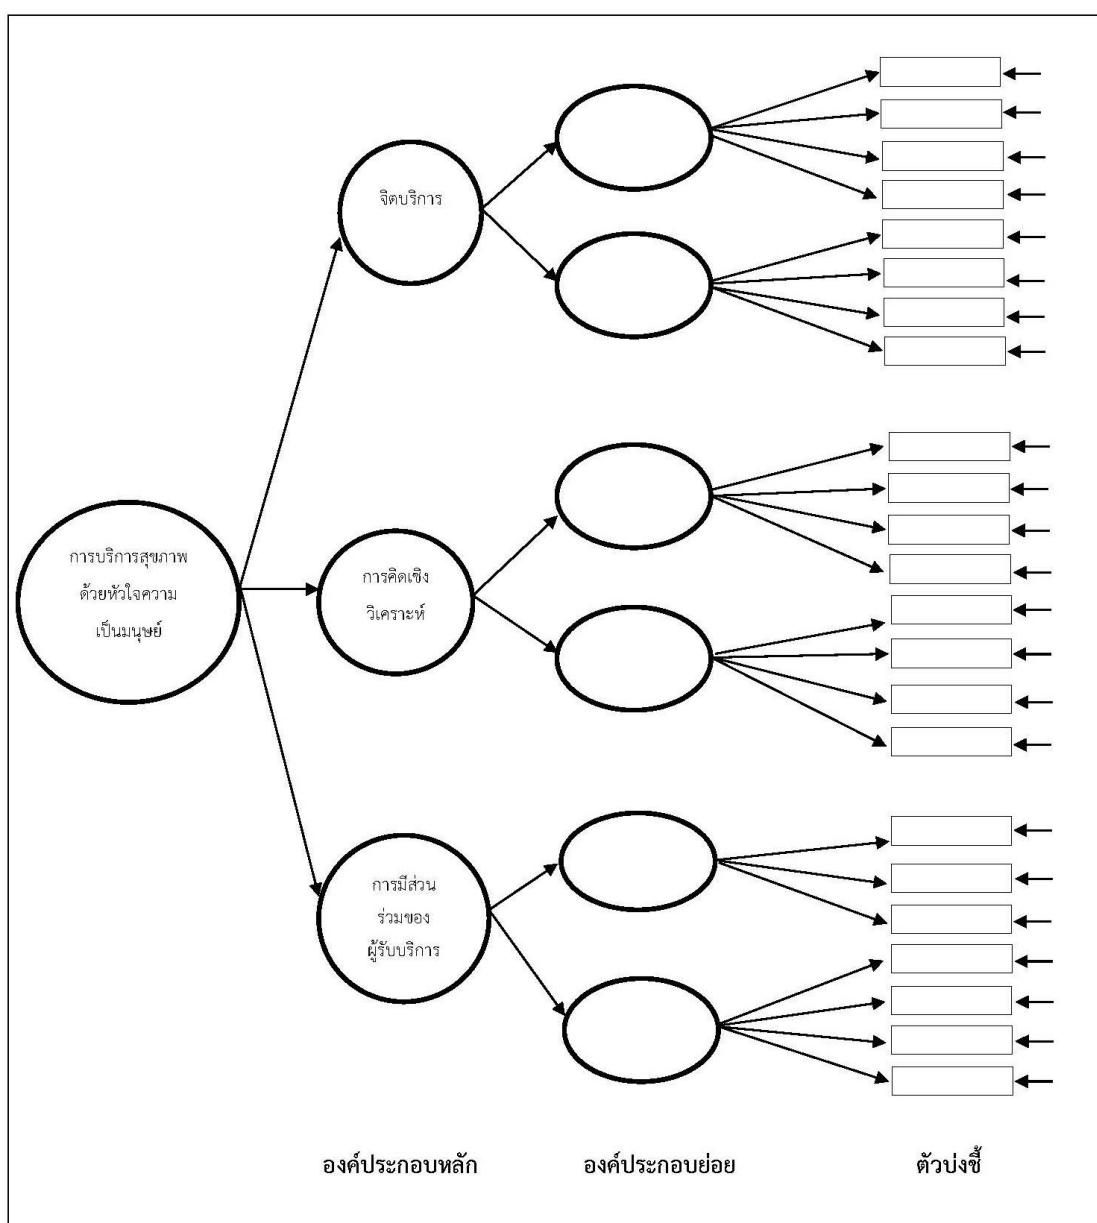 จิตบริการ
การบริการสุขภาพ
ด้วยหัวใจความ
เป็นมนุษย์
การคิดเชิง
วิเคราะห์
การมีส่วน
ร่วมของ
ผู้รับบริการ
องค์ประกอบหลัก
องค์ประกอบย่อย
ตัวบ่งชี้